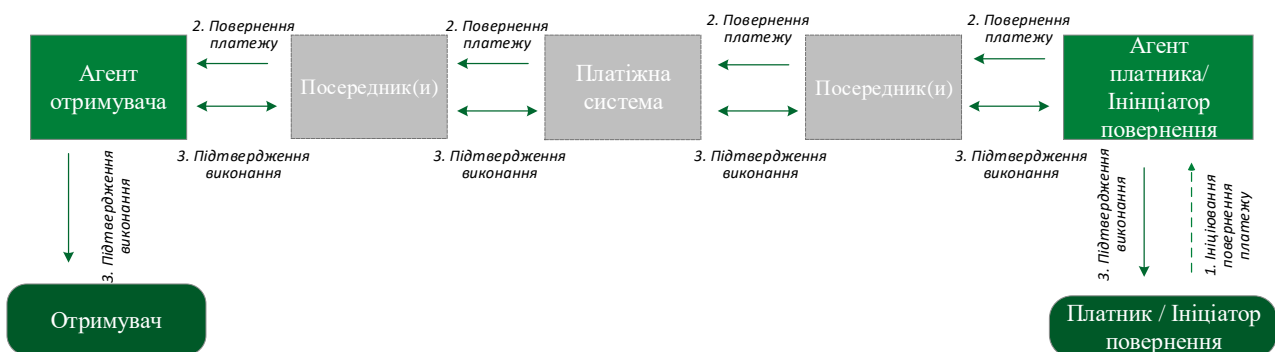 2. Повернення
платежу
2. Повернення
платежу
2. Повернення
платежу
2. Повернення
платежу
Агент
отримувача
Посередник(и)
Платіжна
система
Посередник(и)
Агент
платника/
Інінціатор
повернення
3. Підтвердження
виконання
3. Підтвердження
виконання
3. Підтвердження
виконання
3. Підтвердження
виконання
3. Підтвердження
виконання
3. Підтвердження
виконання
1. Ініціювання
повернення
платежу
Отримувач
Платник / Ініціатор
повернення